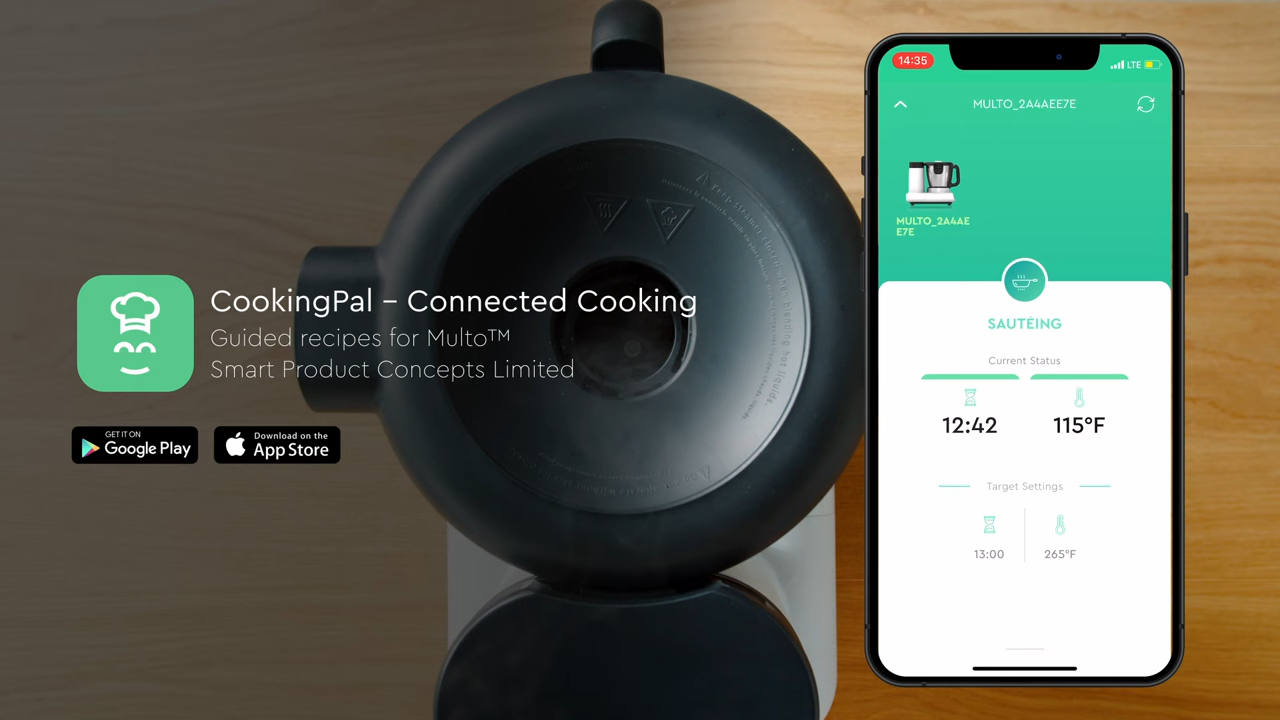 CookingPal – Connected Cooking
Guided recipes for Multo™
Smart Product Concepts Limited
GET IT ON
Google Play
Download on the
App Store
14:35
LTE
MULTO_2A4AEE7E
MULTO_2A4AE
E7E
SAUTÉING
Current Status
12:42
115°F
Target Settings
13:00
265°F